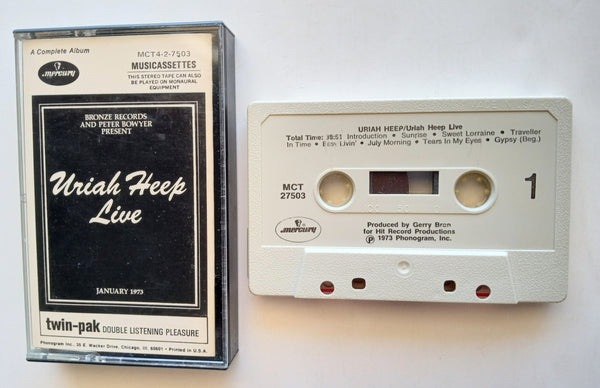 A Complete Album
MCT4-2-7503
mercury
MUSICASSETTES
THIS STEREO TAPE CAN ALSO
BE PLAYED ON MONAURAL
EQUIPMENT
BRONZE RECORDS
AND PETER BOWYER
PRESENT
Uriah Heep
Live
JANUARY 1973
twin-pak DOUBLE LISTENING PLEASURE
Phonogram Inc., 35 E. Wacker Drive, Chicago, Ill. 60601 • Printed in U.S.A.
URIAH HEEP/Uriah Heep Live
Total Time: Introduction • Sunrise • Sweet Lorraine • Traveller
In Time • Easy Livin' • July Morning • Tears In My Eyes • Gypsy (Beg.)
MCT
27503
1
mercury
Produced by Gerry Bron
for Hit Record Productions
℗ 1973 Phonogram, Inc.